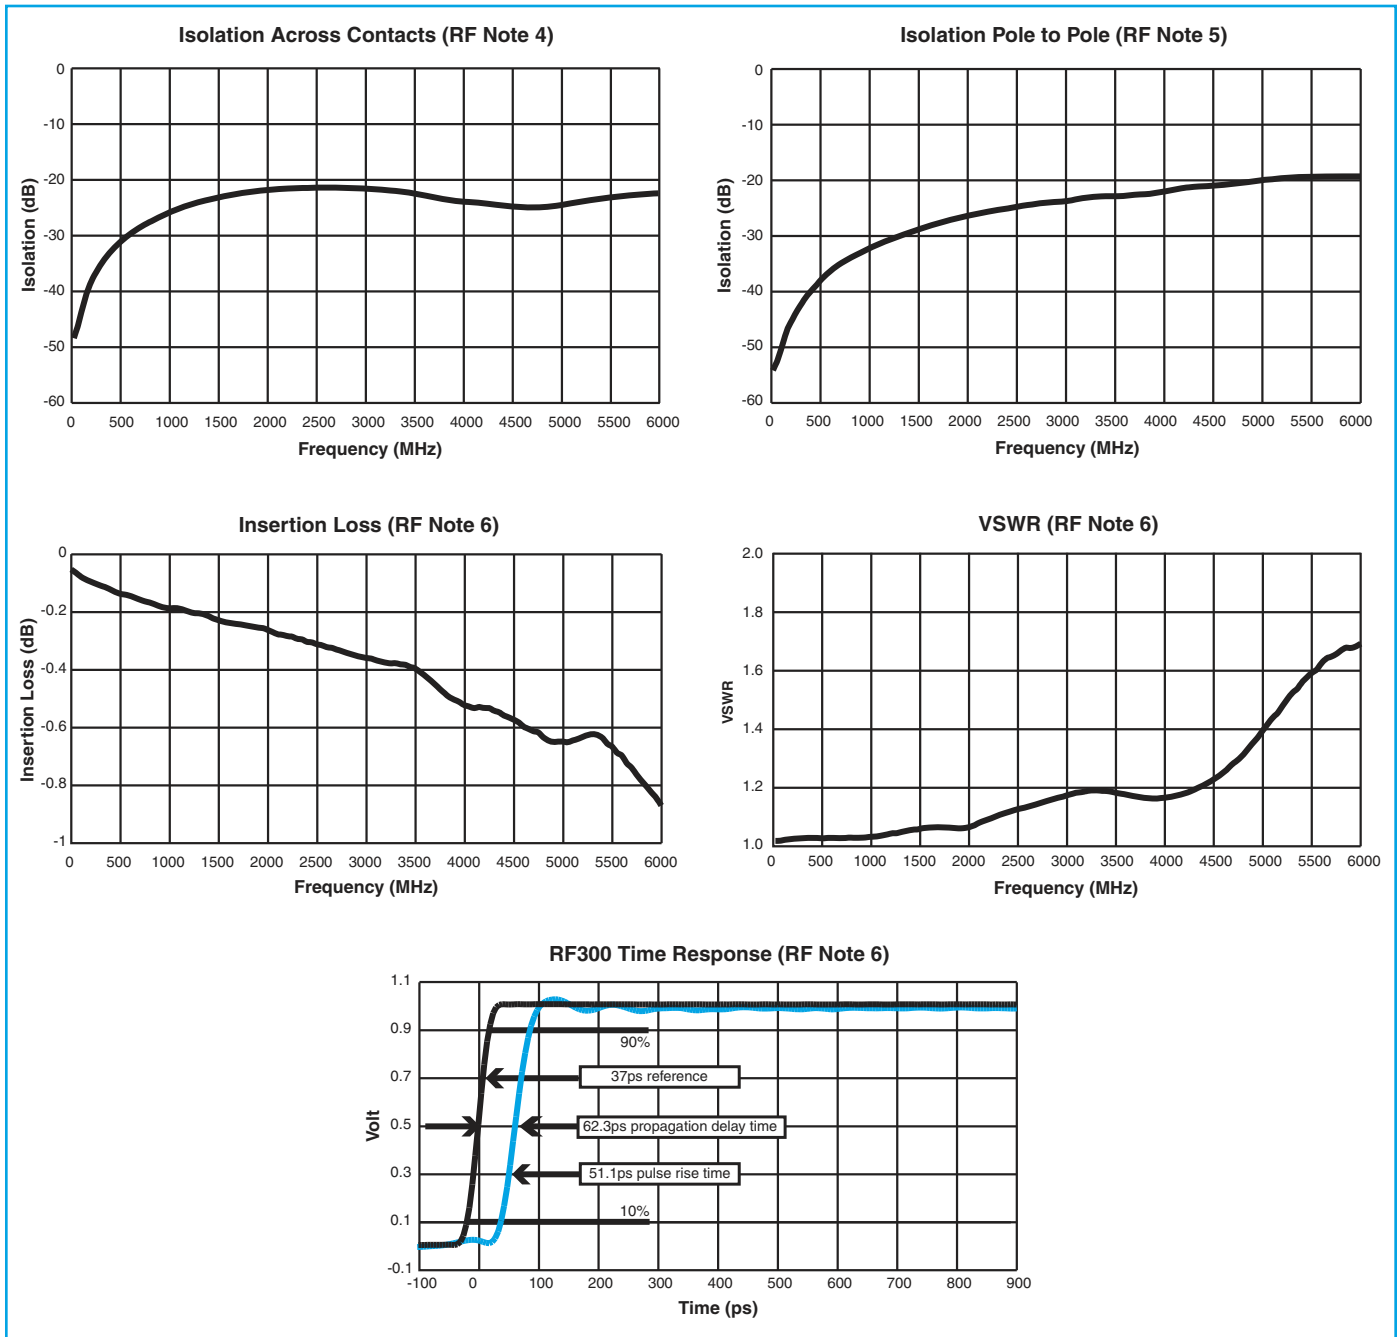 Isolation Across Contacts (RF Note 4)
0
-10
-20
-30
-40
-50
-60
Isolation (dB)
0 500 1000 1500 2000 2500 3000 3500 4000 4500 5000 5500 6000
Frequency (MHz)
Isolation Pole to Pole (RF Note 5)
0
-10
-20
-30
-40
-50
-60
Isolation (dB)
0 500 1000 1500 2000 2500 3000 3500 4000 4500 5000 5500 6000
Frequency (MHz)
Insertion Loss (RF Note 6)
0
-0.2
-0.4
-0.6
-0.8
-1
Insertion Loss (dB)
0 500 1000 1500 2000 2500 3000 3500 4000 4500 5000 5500 6000
Frequency (MHz)
VSWR (RF Note 6)
2.0
1.8
1.6
1.4
1.2
1.0
VSWR
0 500 1000 1500 2000 2500 3000 3500 4000 4500 5000 5500 6000
Frequency (MHz)
RF300 Time Response (RF Note 6)
1.1
0.9
0.7
0.5
0.3
0.1
-0.1
Volt
90%
37ps reference
62.3ps propagation delay time
51.1ps pulse rise time
10%
-100 0 100 200 300 400 500 600 700 800 900
Time (ps)